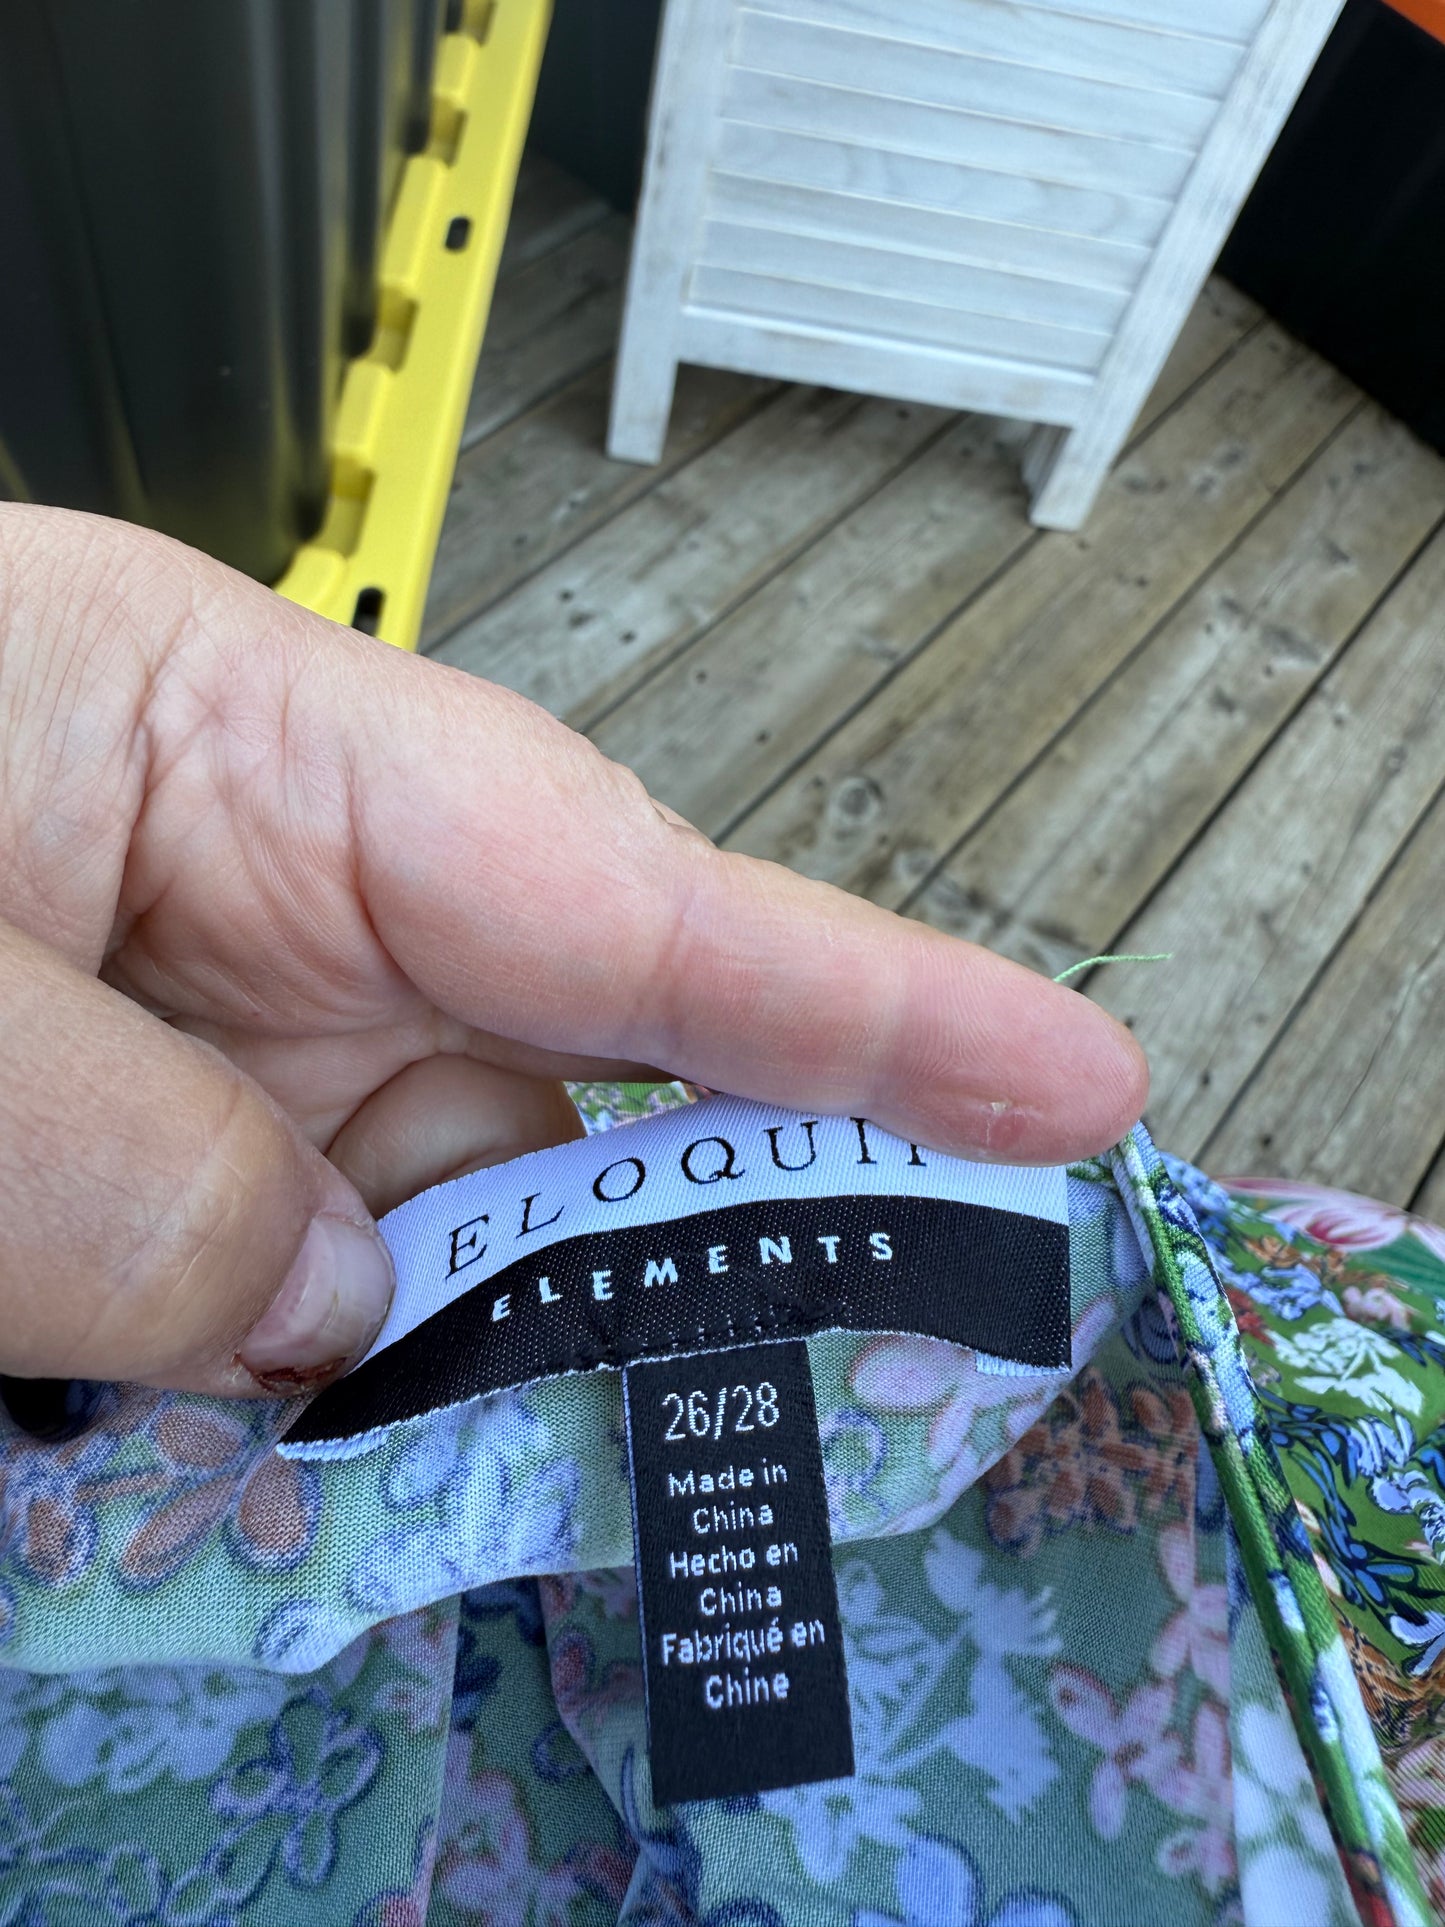 ELOQUII
ELEMENTS
26/28
Made in
China
Hecho en
China
Fabriqué en
Chine